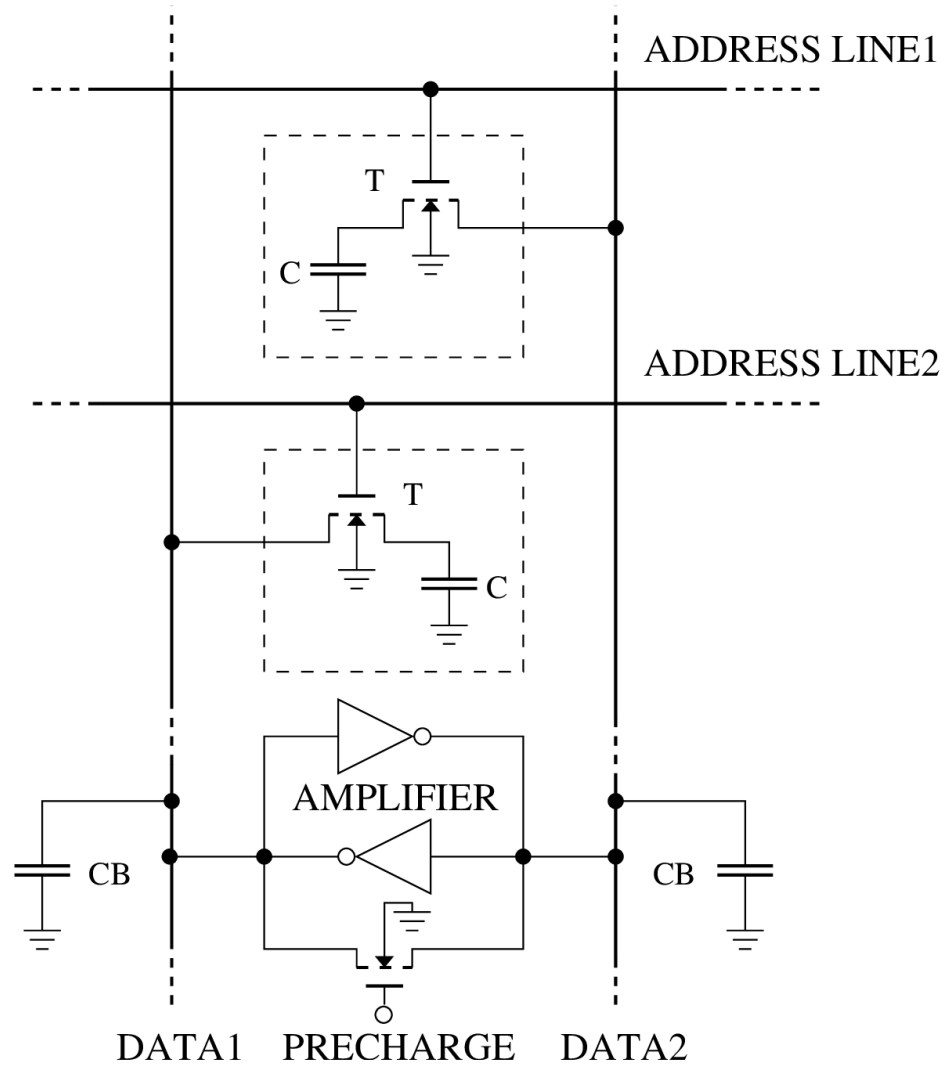 ADDRESS LINE1
T
C
ADDRESS LINE2
T
C
AMPLIFIER
CB
CB
DATA1 PRECHARGE DATA2